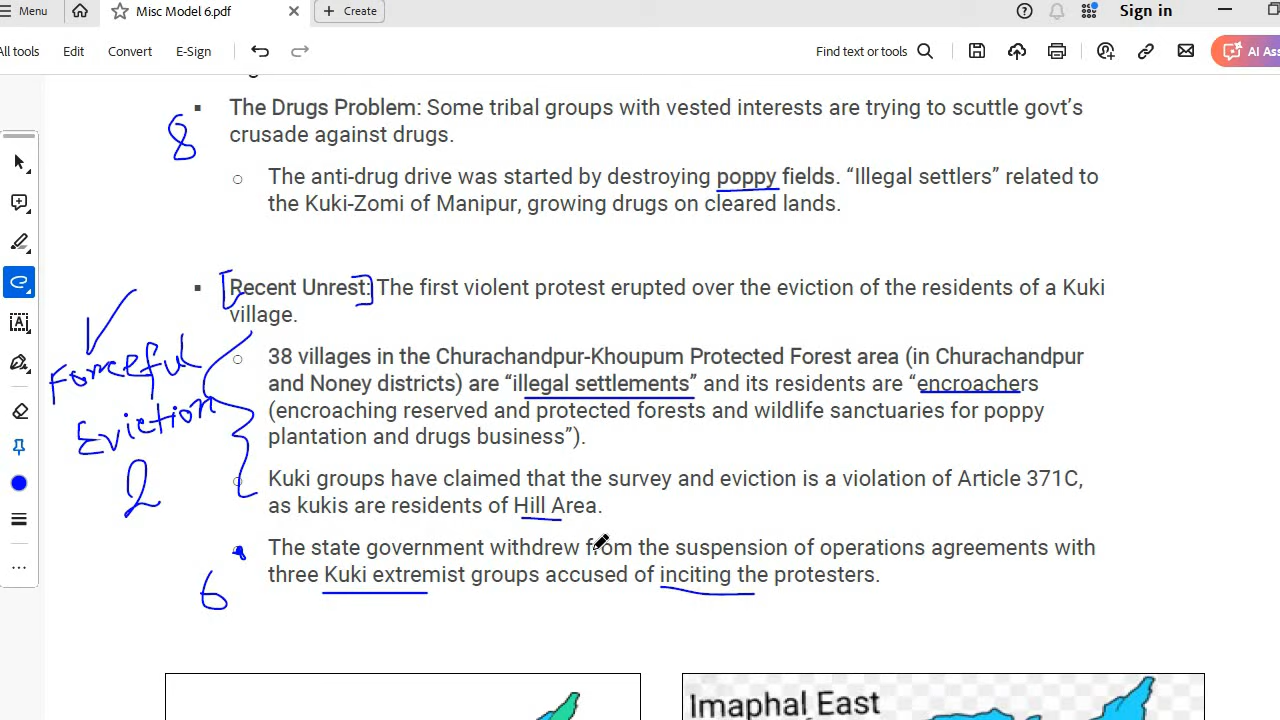 Menu
Misc Model 6.pdf
Create
Sign in
All tools Edit Convert E-Sign
Find text or tools
AI Ass
▪ The Drugs Problem: Some tribal groups with vested interests are trying to scuttle govt’s
crusade against drugs.
8
○ The anti-drug drive was started by destroying poppy fields. “Illegal settlers” related to
the Kuki-Zomi of Manipur, growing drugs on cleared lands.
▪ [Recent Unrest:] The first violent protest erupted over the eviction of the residents of a Kuki
village.
○ 38 villages in the Churachandpur-Khoupum Protected Forest area (in Churachandpur
and Noney districts) are “illegal settlements” and its residents are “encroachers
(encroaching reserved and protected forests and wildlife sanctuaries for poppy
plantation and drugs business”).
Forceful
Eviction
2
○ Kuki groups have claimed that the survey and eviction is a violation of Article 371C,
as kukis are residents of Hill Area.
The state government withdrew from the suspension of operations agreements with
three Kuki extremist groups accused of inciting the protesters.
6
Imaphal East